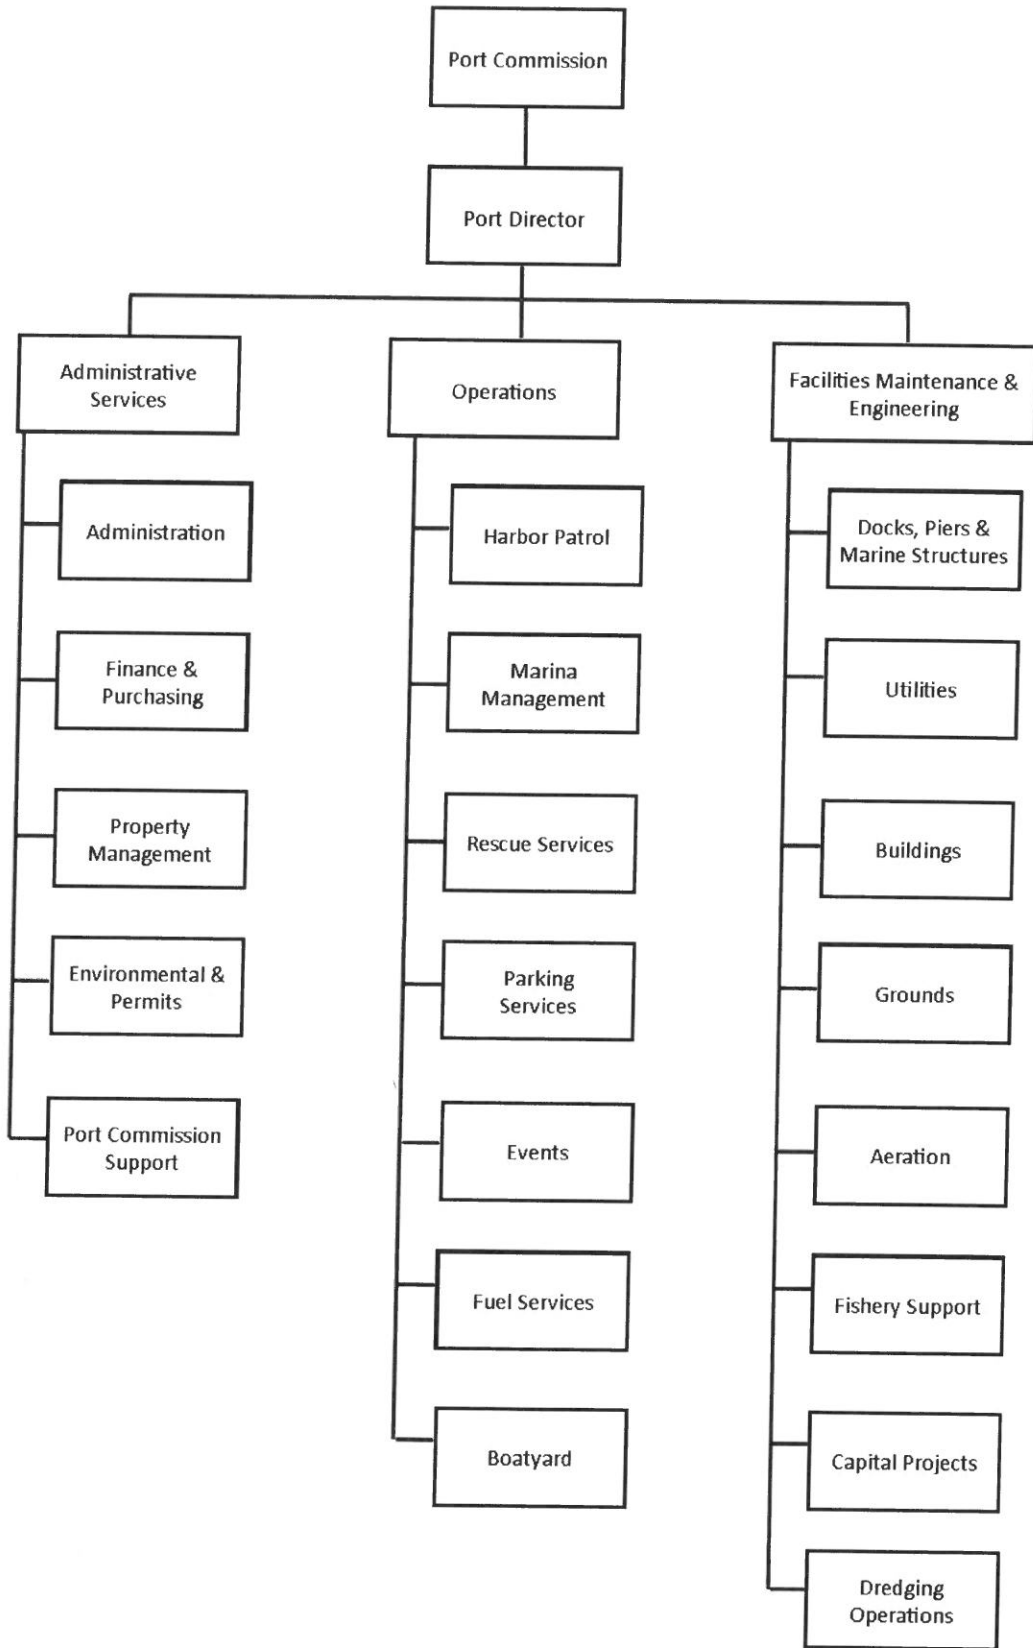 Port Commission
Port Director
Administrative
Services
Administration
Finance &
Purchasing
Property
Management
Environmental &
Permits
Port Commission
Support
Operations
Harbor Patrol
Marina
Management
Rescue Services
Parking
Services
Events
Fuel Services
Boatyard
Facilities Maintenance &
Engineering
Docks, Piers &
Marine Structures
Utilities
Buildings
Grounds
Aeration
Fishery Support
Capital Projects
Dredging
Operations